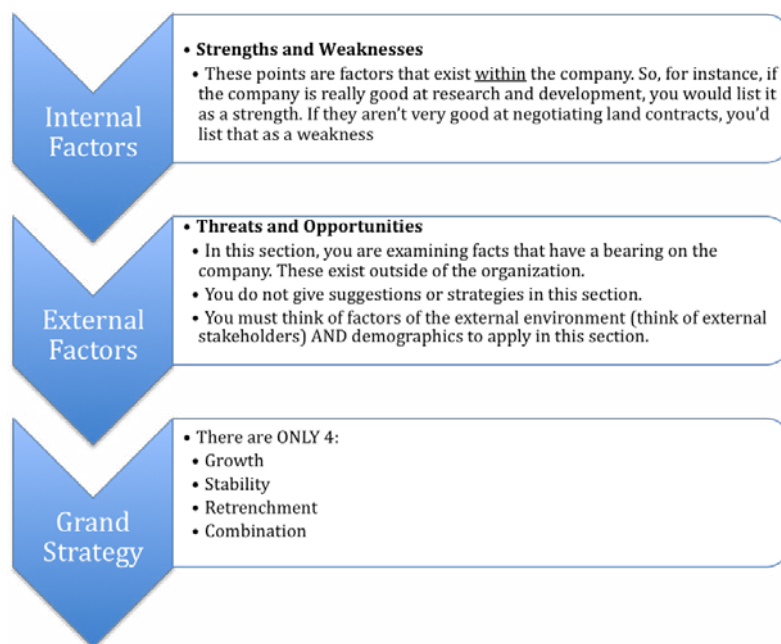 Internal
Factors
• Strengths and Weaknesses
• These points are factors that exist within the company. So, for instance, if
the company is really good at research and development, you would list it
as a strength. If they aren't very good at negotiating land contracts, you'd
list that as a weakness
External
Factors
• Threats and Opportunities
• In this section, you are examining facts that have a bearing on the
company. These exist outside of the organization.
• You do not give suggestions or strategies in this section.
• You must think of factors of the external environment (think of external
stakeholders) AND demographics to apply in this section.
Grand
Strategy
• There are ONLY 4:
• Growth
• Stability
• Retrenchment
• Combination